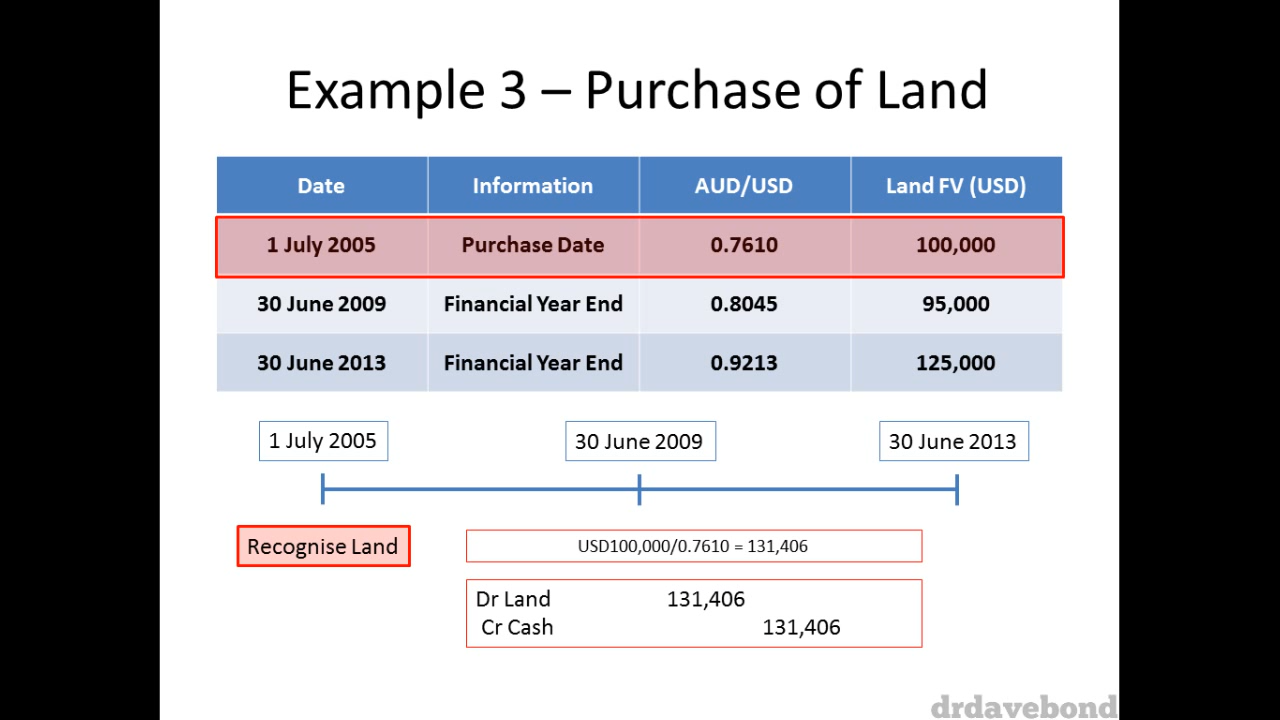 Example 3 – Purchase of Land
Date Information AUD/USD Land FV (USD)
1 July 2005 Purchase Date 0.7610 100,000
30 June 2009 Financial Year End 0.8045 95,000
30 June 2013 Financial Year End 0.9213 125,000
1 July 2005 30 June 2009 30 June 2013
Recognise Land USD100,000/0.7610 = 131,406
Dr Land 131,406
Cr Cash 131,406
drdavebond